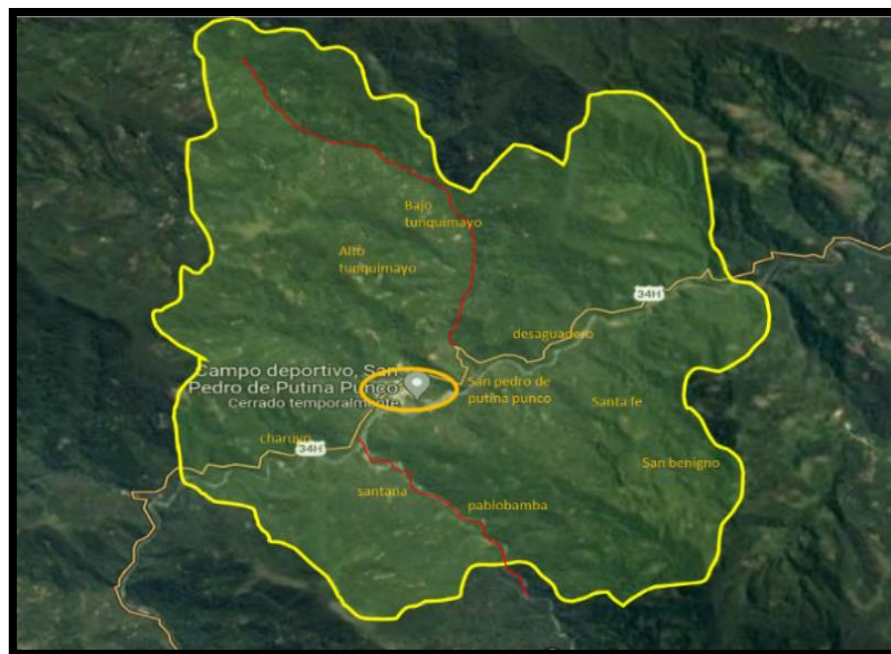 Bajo
tunquimayo
Alto
tunquimayo
34H
desaguadero
Campo deportivo, San
Pedro de Putina Punco
Cerrado temporalmente
San pedro de
putina punco
Santa fe
charuyo
34H
San benigno
santana
pablobamba